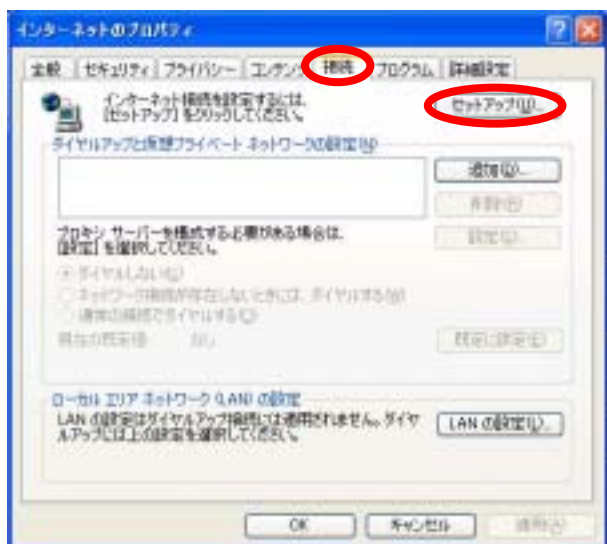 インターネットのプロパティ
全般 セキュリティ プライバシー コンテンツ 接続 プログラム 詳細設定
インターネット接続を設定するには、
[セットアップ] をクリックしてください。
セットアップ(U)...
ダイヤルアップと仮想プライベート ネットワークの設定(N)
追加(D)...
削除(R)
プロキシ サーバーを構成する必要がある場合は、
[設定] を選択してください。
設定(S)...
ダイヤルしない(C)
ネットワーク接続が存在しないときには、ダイヤルする(W)
通常の接続でダイヤルする(O)
現在の既定値: なし
既定に設定(E)
ローカル エリア ネットワーク (LAN) の設定
LAN の設定はダイヤルアップ接続には適用されません。ダイヤ
ルアップには上の設定を選択してください。
LAN の設定(L)...
OK キャンセル 適用(A)